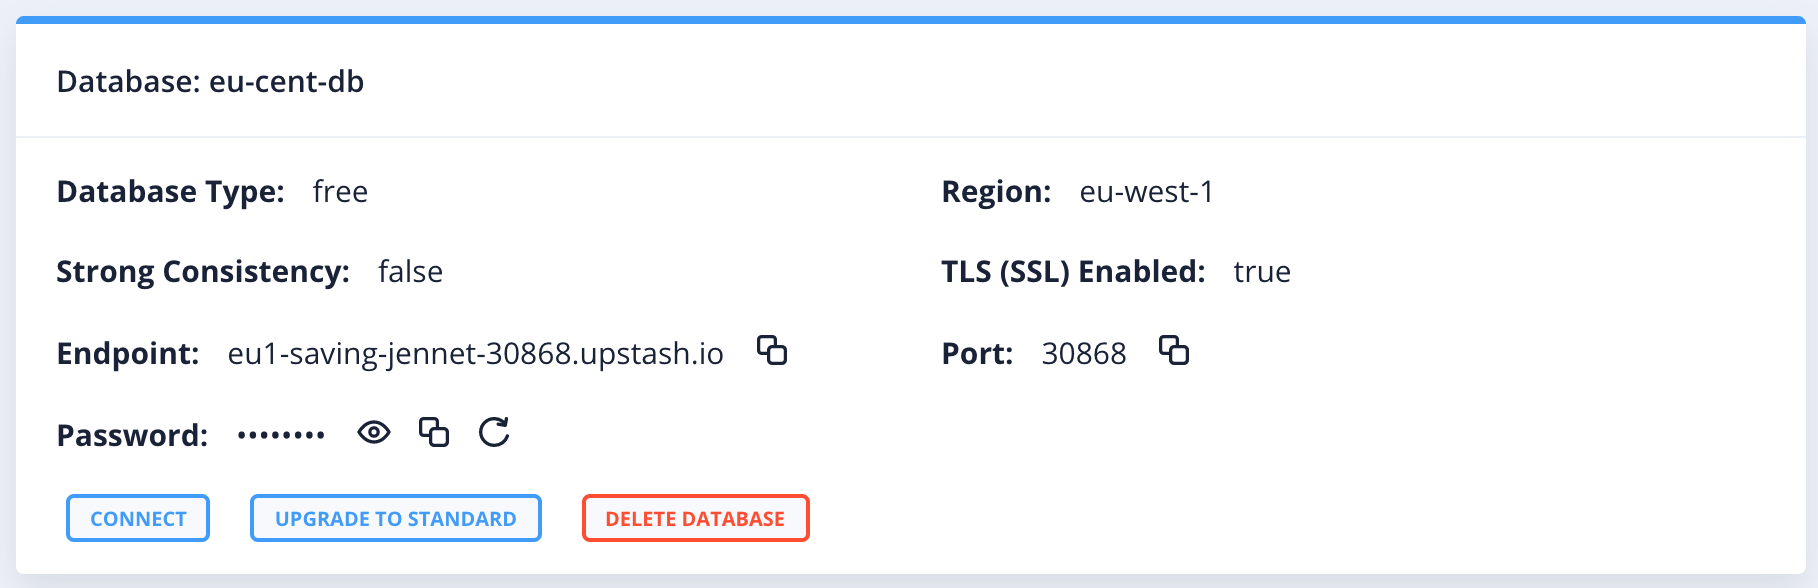 Database: eu-cent-db
Database Type: free
Region: eu-west-1
Strong Consistency: false
TLS (SSL) Enabled: true
Endpoint: eu1-saving-jennet-30868.upstash.io
Port: 30868
Password: ••••••••
CONNECT
UPGRADE TO STANDARD
DELETE DATABASE